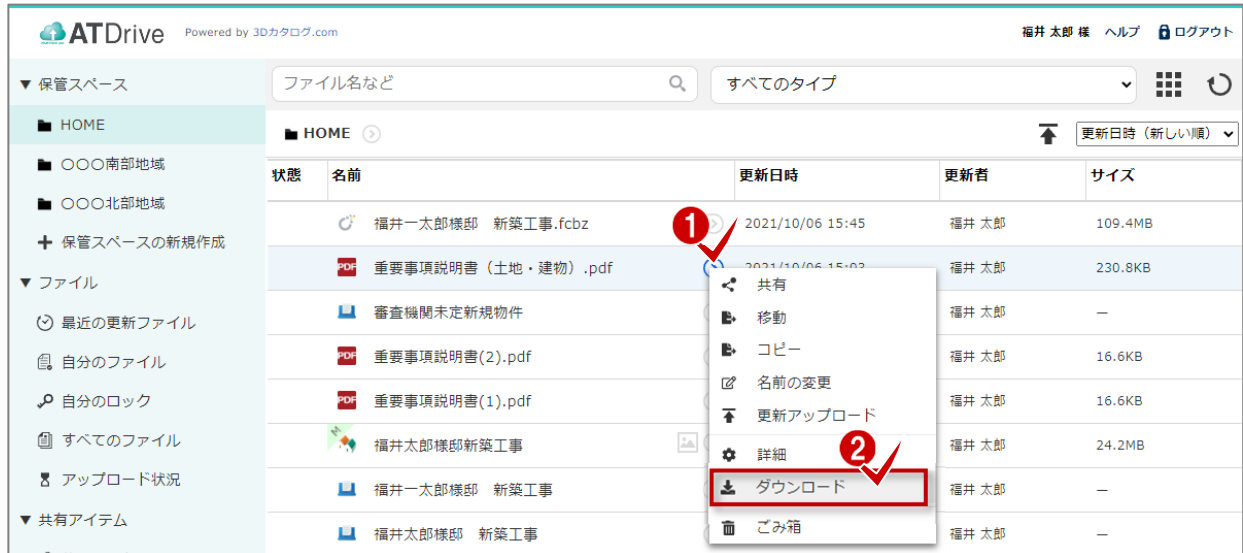 ATDrive Powered by 3Dカタログ.com 福井 太郎 様 ヘルプ ログアウト
▼ 保管スペース ファイル名など すべてのタイプ
HOME HOME 更新日時（新しい順）
〇〇〇南部地域 状態 名前 更新日時 更新者 サイズ
〇〇〇北部地域
福井一太郎様邸　新築工事.fcbz 1 2021/10/06 15:45 福井 太郎 109.4MB
保管スペースの新規作成
重要事項説明書（土地・建物）.pdf 2021/10/06 15:03 福井 太郎 230.8KB
▼ ファイル
共有
最近の更新ファイル 審査機関未定新規物件 移動 福井 太郎 —
自分のファイル PDF 重要事項説明書(2).pdf コピー 福井 太郎 16.6KB
名前の変更
自分のロック PDF 重要事項説明書(1).pdf 更新アップロード 福井 太郎 16.6KB
すべてのファイル 福井太郎様邸新築工事 詳細 2 福井 太郎 24.2MB
アップロード状況 福井一太郎様邸　新築工事 ダウンロード 福井 太郎 —
▼ 共有アイテム 福井太郎様邸　新築工事 ごみ箱 福井 太郎 —